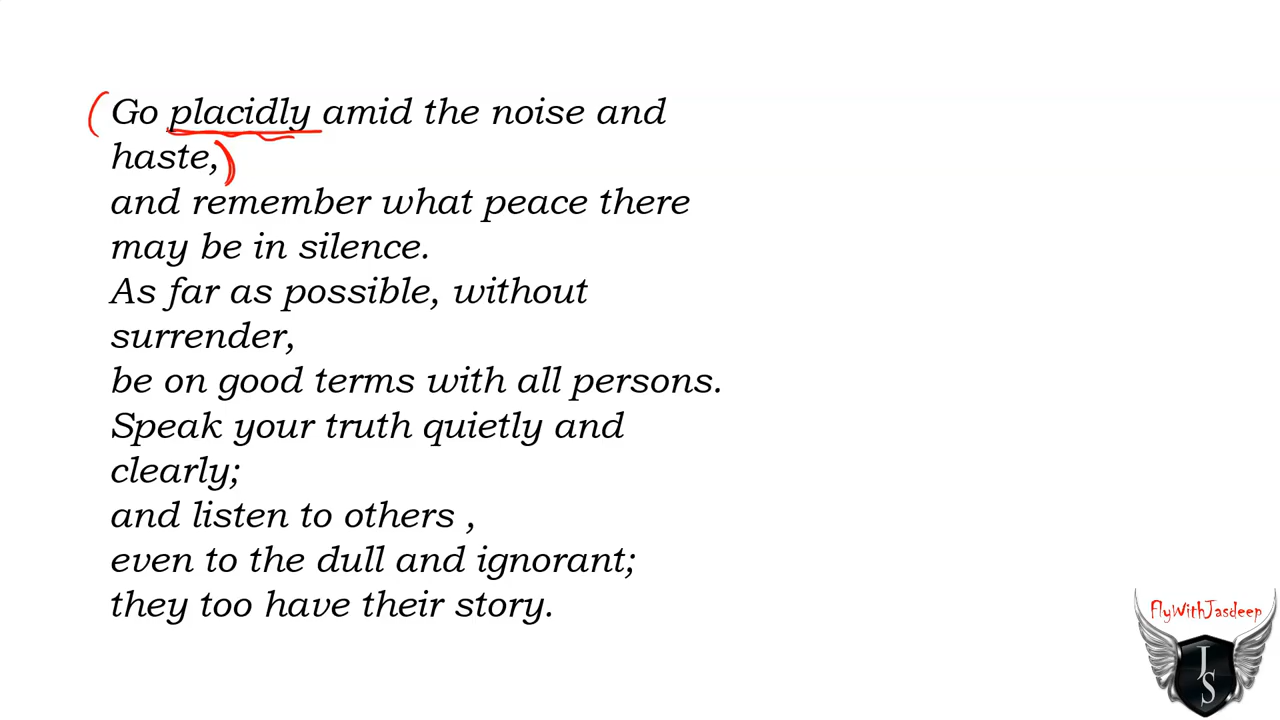 Go placidly amid the noise and
haste,
and remember what peace there
may be in silence.
As far as possible, without
surrender,
be on good terms with all persons.
Speak your truth quietly and
clearly;
and listen to others ,
even to the dull and ignorant;
they too have their story.
FlyWithJasdeep
JS